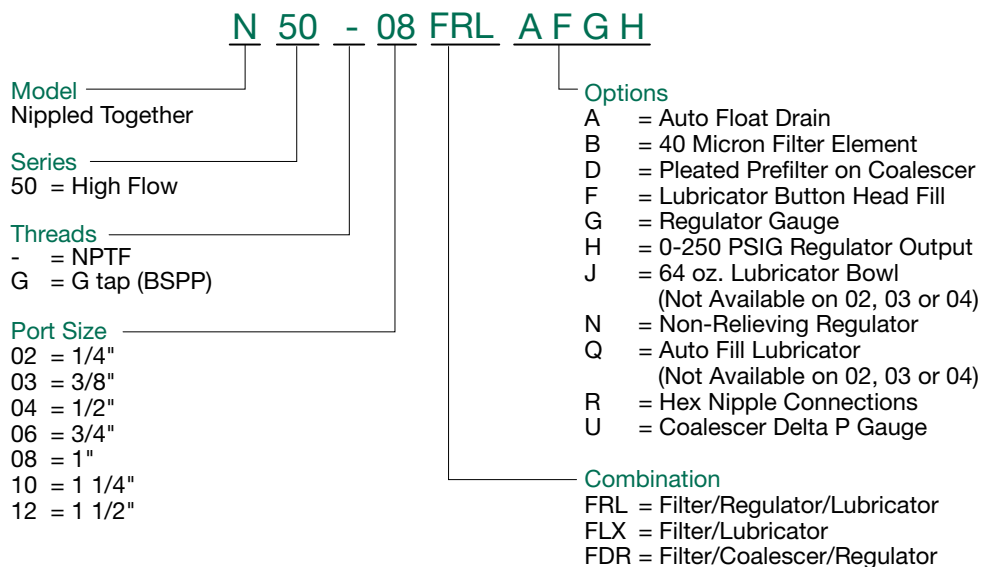 N 50 - 08 FRL A F G H
Model
Nippled Together
Series
50 = High Flow
Threads
- = NPTF
G = G tap (BSPP)
Port Size
02 = 1/4"
03 = 3/8"
04 = 1/2"
06 = 3/4"
08 = 1"
10 = 1 1/4"
12 = 1 1/2"
Options
A = Auto Float Drain
B = 40 Micron Filter Element
D = Pleated Prefilter on Coalescer
F = Lubricator Button Head Fill
G = Regulator Gauge
H = 0-250 PSIG Regulator Output
J = 64 oz. Lubricator Bowl
(Not Available on 02, 03 or 04)
N = Non-Relieving Regulator
Q = Auto Fill Lubricator
(Not Available on 02, 03 or 04)
R = Hex Nipple Connections
U = Coalescer Delta P Gauge
Combination
FRL = Filter/Regulator/Lubricator
FLX = Filter/Lubricator
FDR = Filter/Coalescer/Regulator